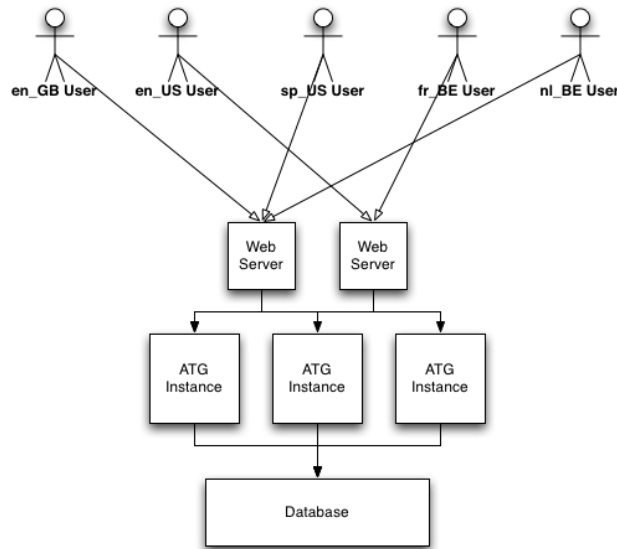 en_GB User
en_US User
sp_US User
fr_BE User
nl_BE User
Web
Server
Web
Server
ATG
Instance
ATG
Instance
ATG
Instance
Database